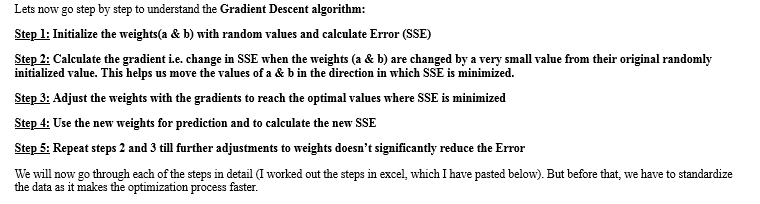 Lets now go step by step to understand the Gradient Descent algorithm:
Step 1: Initialize the weights(a & b) with random values and calculate Error (SSE)
Step 2: Calculate the gradient i.e. change in SSE when the weights (a & b) are changed by a very small value from their original randomly
initialized value. This helps us move the values of a & b in the direction in which SSE is minimized.
Step 3: Adjust the weights with the gradients to reach the optimal values where SSE is minimized
Step 4: Use the new weights for prediction and to calculate the new SSE
Step 5: Repeat steps 2 and 3 till further adjustments to weights doesn’t significantly reduce the Error
We will now go through each of the steps in detail (I worked out the steps in excel, which I have pasted below). But before that, we have to standardize
the data as it makes the optimization process faster.